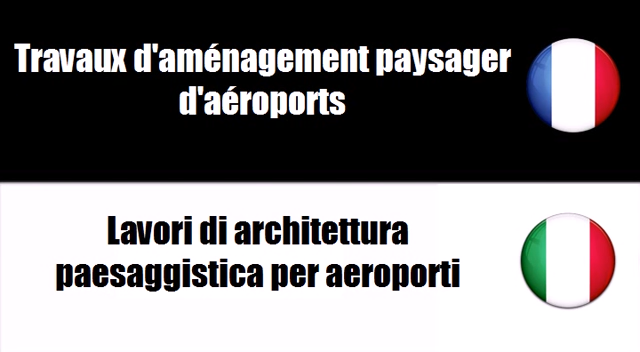 Travaux d'aménagement paysager
d'aéroports
Lavori di architettura
paesaggistica per aeroporti